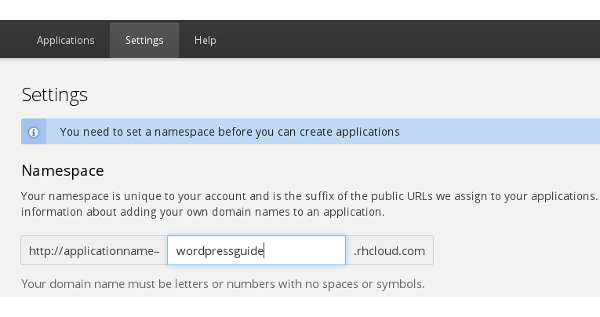 Applications Settings Help
Settings
You need to set a namespace before you can create applications
Namespace
Your namespace is unique to your account and is the suffix of the public URLs we assign to your applications.
information about adding your own domain names to an application.
http://applicationname– wordpressguide .rhcloud.com
Your domain name must be letters or numbers with no spaces or symbols.